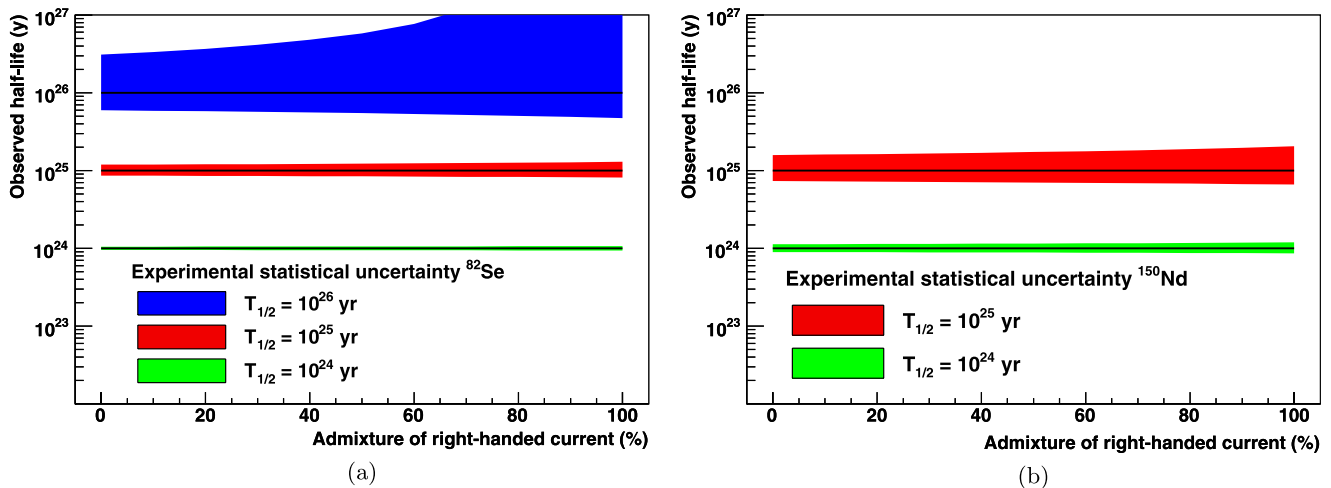 Observed half-life (y)
10^27
10^26
10^25
10^24
10^23
Experimental statistical uncertainty ^82Se
T_1/2 = 10^26 yr
T_1/2 = 10^25 yr
T_1/2 = 10^24 yr
0 20 40 60 80 100
Admixture of right-handed current (%)
(a)
Observed half-life (y)
10^27
10^26
10^25
10^24
10^23
Experimental statistical uncertainty ^150Nd
T_1/2 = 10^25 yr
T_1/2 = 10^24 yr
0 20 40 60 80 100
Admixture of right-handed current (%)
(b)